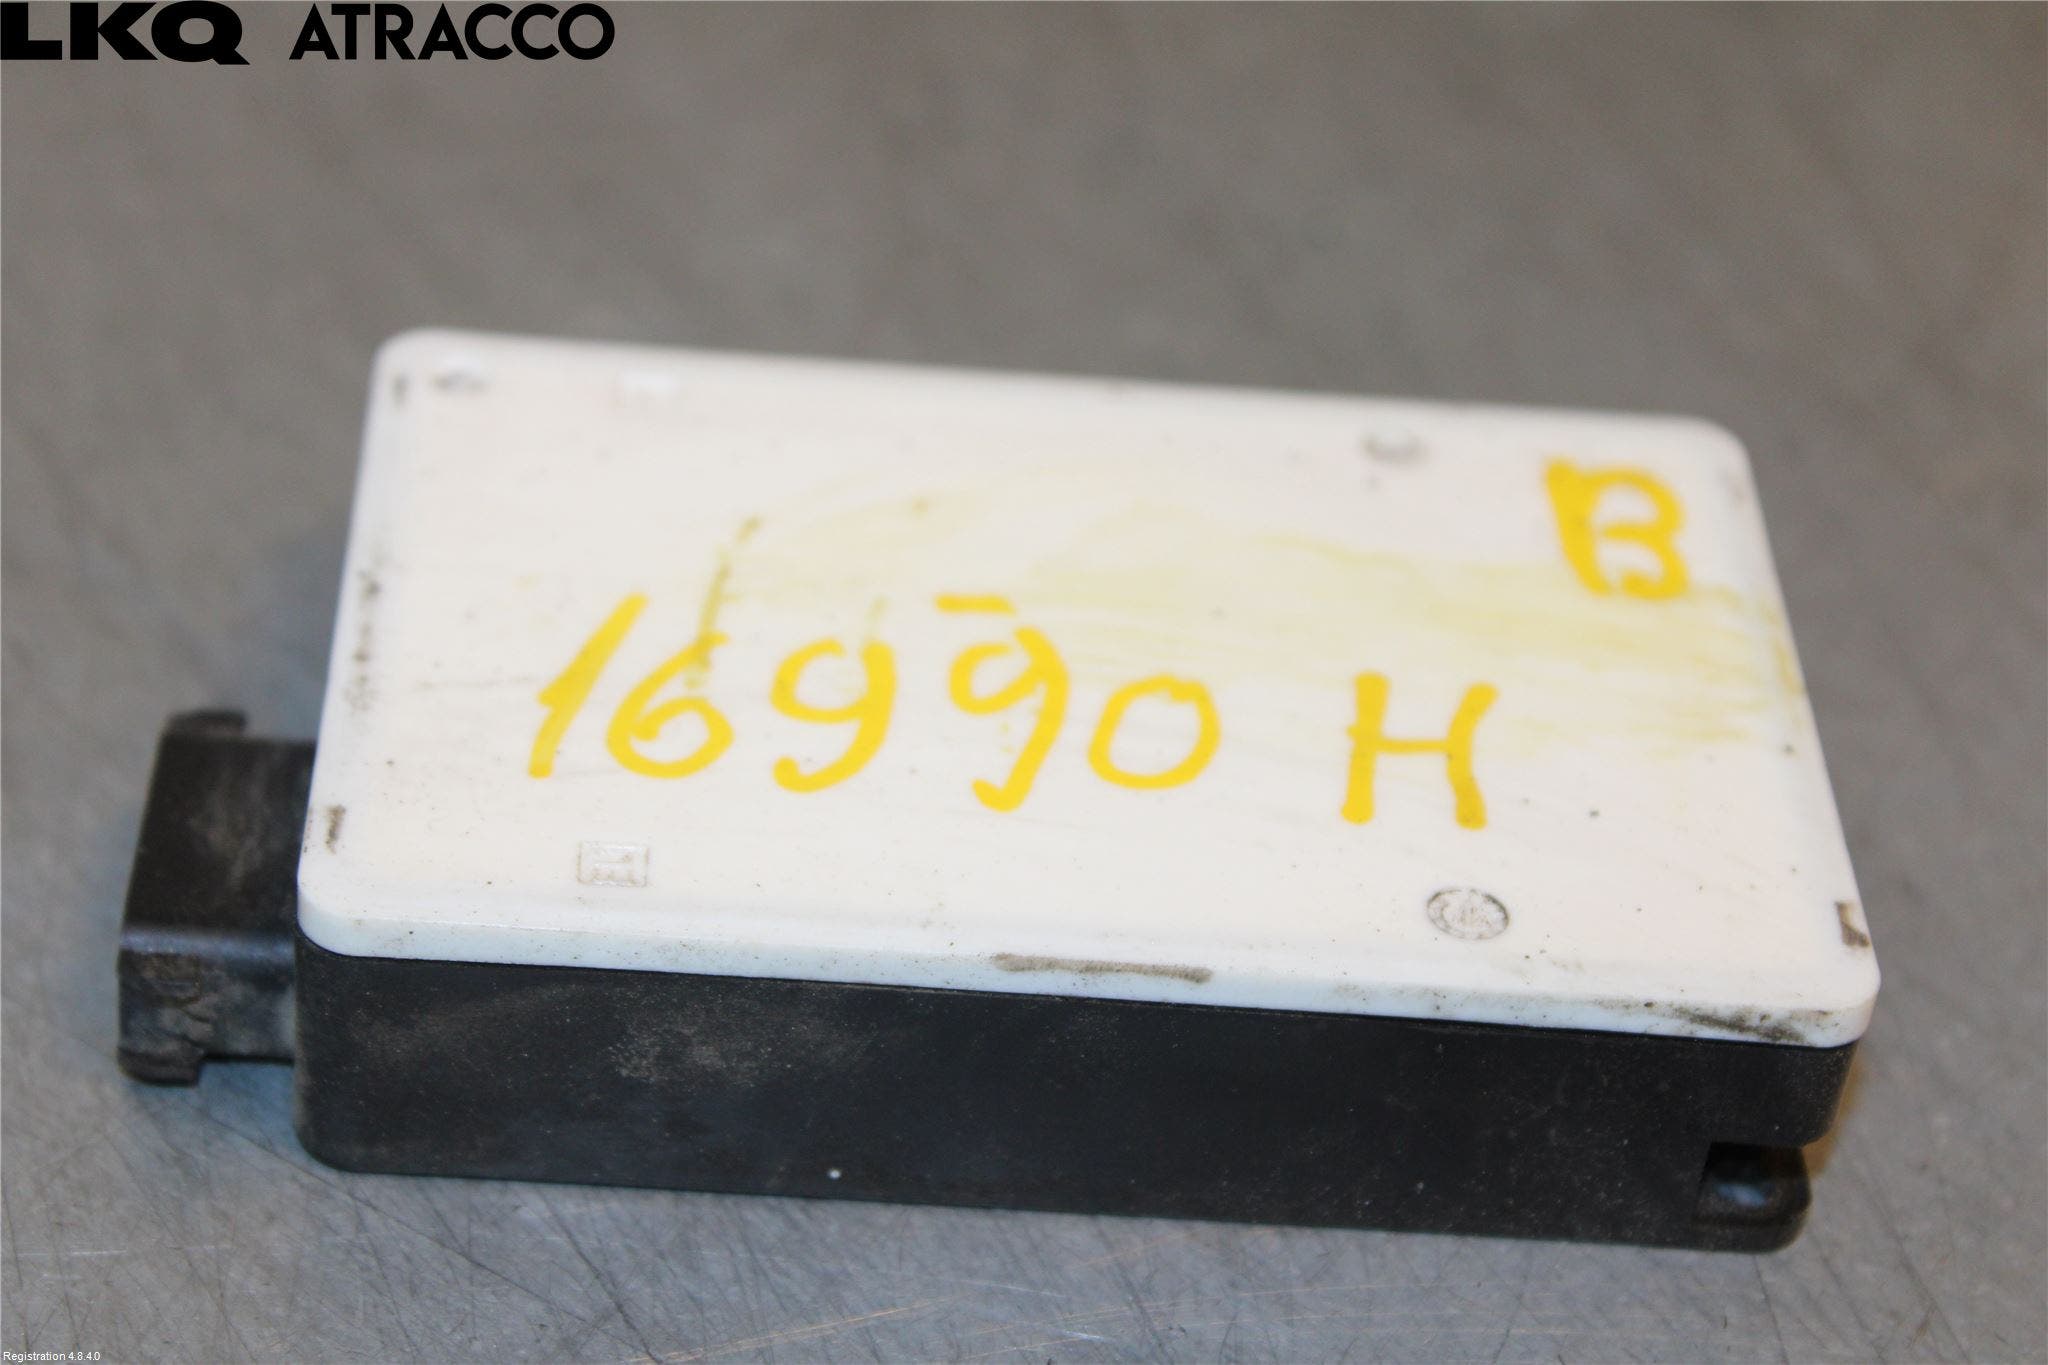 LKQ ATRACCO
B
16990 H
Registration 4.8.4.0